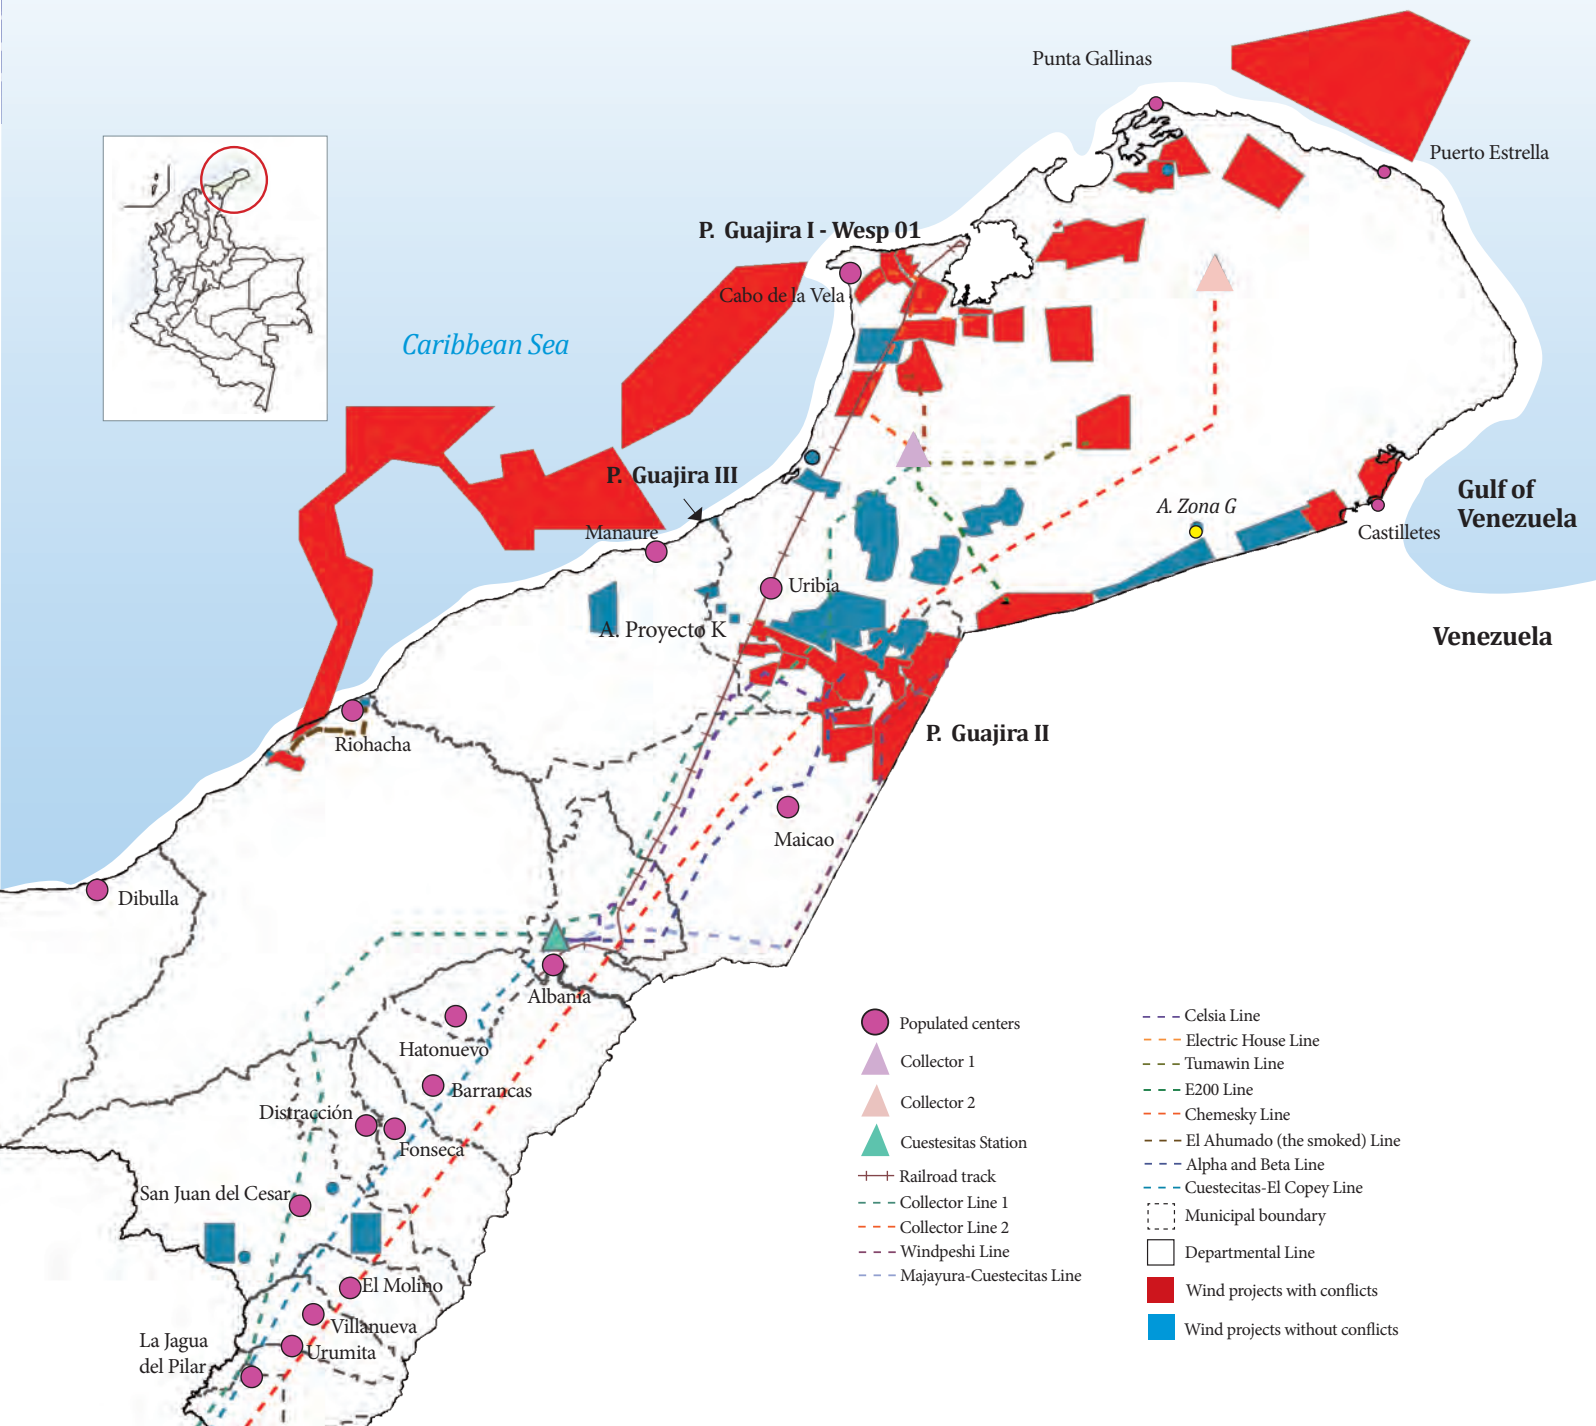 Punta Gallinas
Puerto Estrella
P. Guajira I - Wesp 01
Cabo de la Vela
Caribbean Sea
P. Guajira III
Manaure
A. Zona G
Gulf of
Venezuela
Castilletes
Uribia
A. Proyecto K
Venezuela
Riohacha
P. Guajira II
Maicao
Dibulla
Albania
Hatonuevo
Barrancas
Distracción
Fonseca
San Juan del Cesar
El Molino
Villanueva
La Jagua
del Pilar
Urumita
Populated centers
Collector 1
Collector 2
Cuestesitas Station
Railroad track
Collector Line 1
Collector Line 2
Windpeshi Line
Majayura-Cuestecitas Line
Celsia Line
Electric House Line
Tumawin Line
E200 Line
Chemesky Line
El Ahumado (the smoked) Line
Alpha and Beta Line
Cuestecitas-El Copey Line
Municipal boundary
Departmental Line
Wind projects with conflicts
Wind projects without conflicts